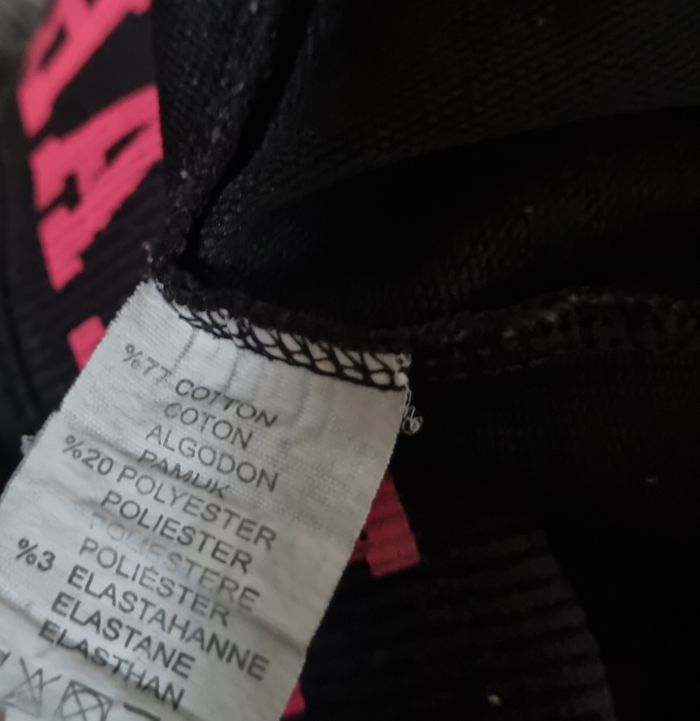 %77 COTTON
COTON
ALGODON
PAMUK
%20 POLYESTER
POLIESTER
POLIESTERE
POLIÉSTER
%3 ELASTAHANNE
ELASTANE
ELASTHAN